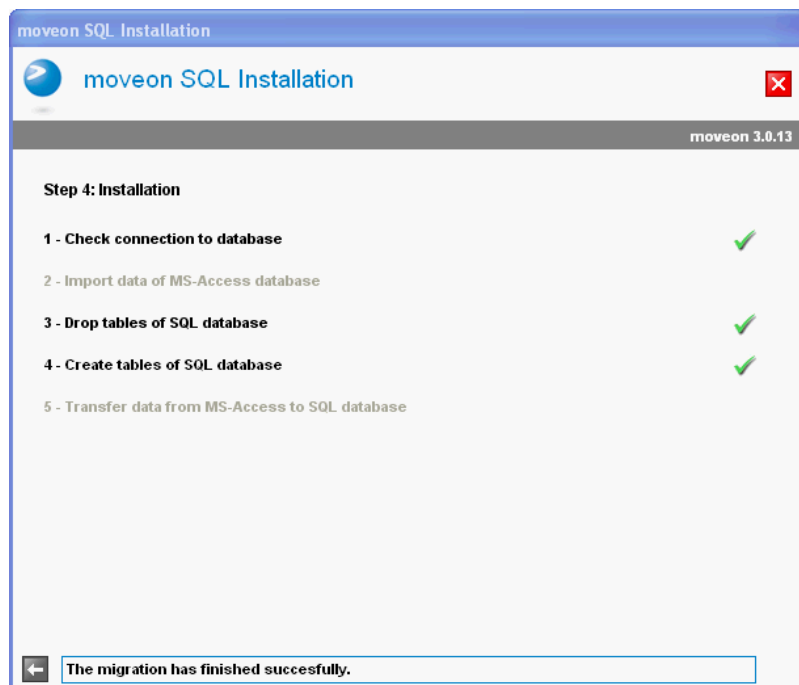 moveon SQL Installation
moveon SQL Installation
moveon 3.0.13
Step 4: Installation
1 - Check connection to database
2 - Import data of MS-Access database
3 - Drop tables of SQL database
4 - Create tables of SQL database
5 - Transfer data from MS-Access to SQL database
The migration has finished succesfully.